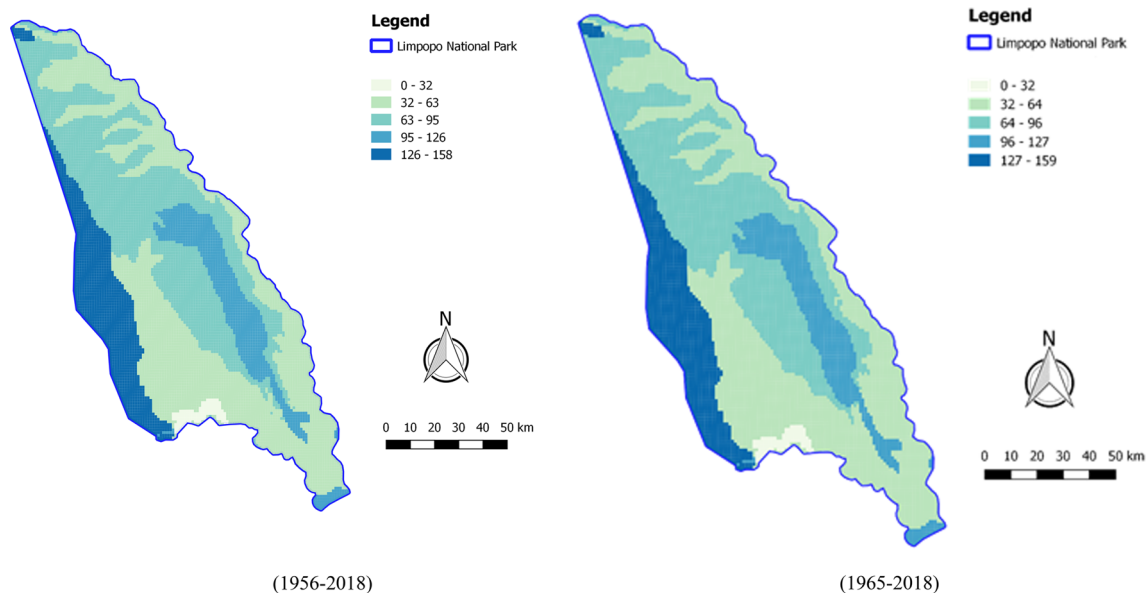 Legend
Limpopo National Park
0 - 32
32 - 63
63 - 95
95 - 126
126 - 158
N
0 10 20 30 40 50 km
(1956-2018)
Legend
Limpopo National Park
0 - 32
32 - 64
64 - 96
96 - 127
127 - 159
N
0 10 20 30 40 50 km
(1965-2018)